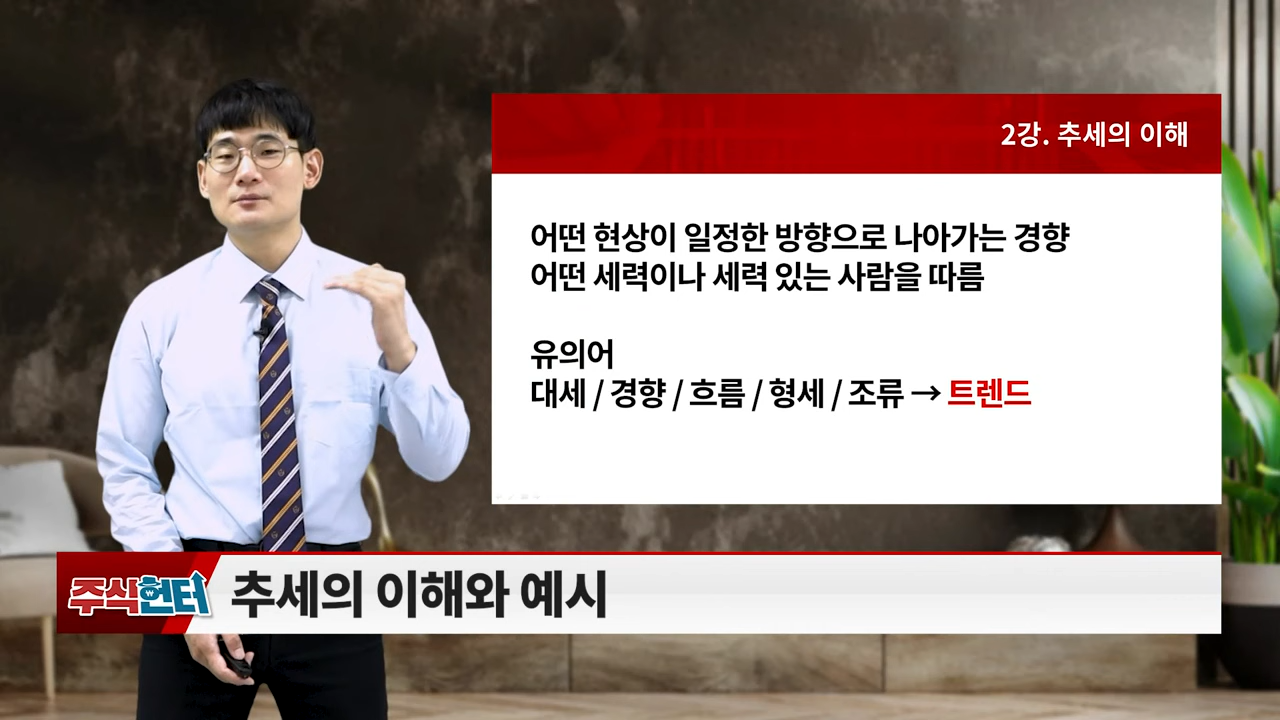 2강. 추세의 이해
어떤 현상이 일정한 방향으로 나아가는 경향
어떤 세력이나 세력 있는 사람을 따름
유의어
대세 / 경향 / 흐름 / 형세 / 조류 → 트렌드
주식헌터 추세의 이해와 예시